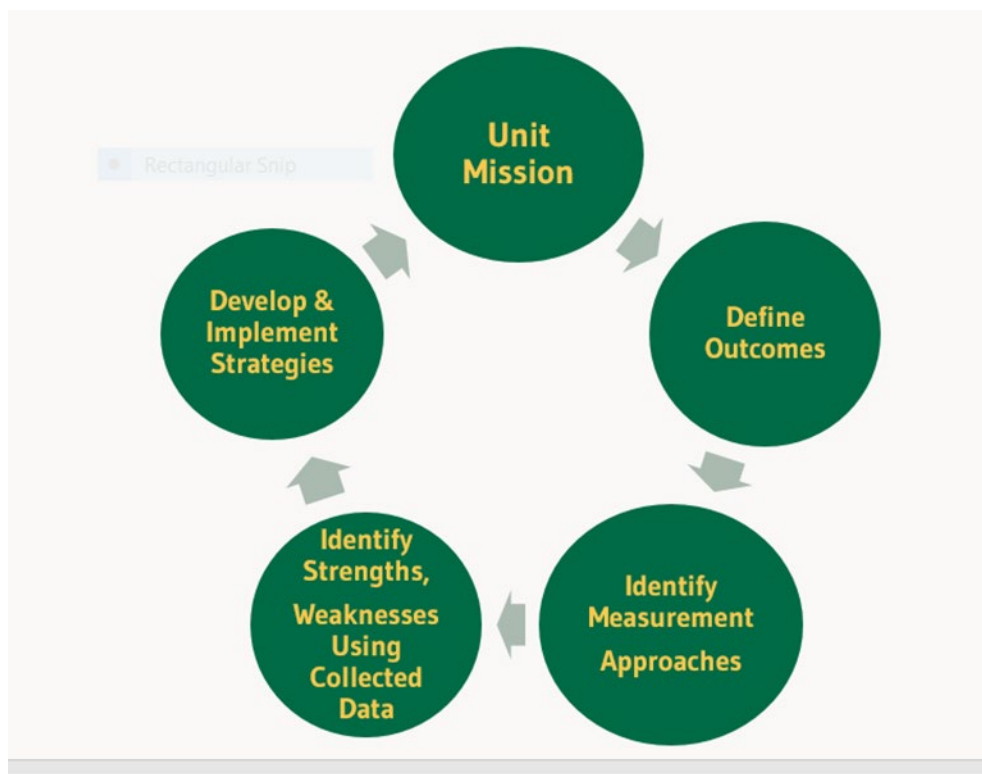 Unit
Mission
Rectangular Snip
Define
Outcomes
Identify
Measurement
Approaches
Identify
Strengths,
Weaknesses
Using
Collected
Data
Develop &
Implement
Strategies